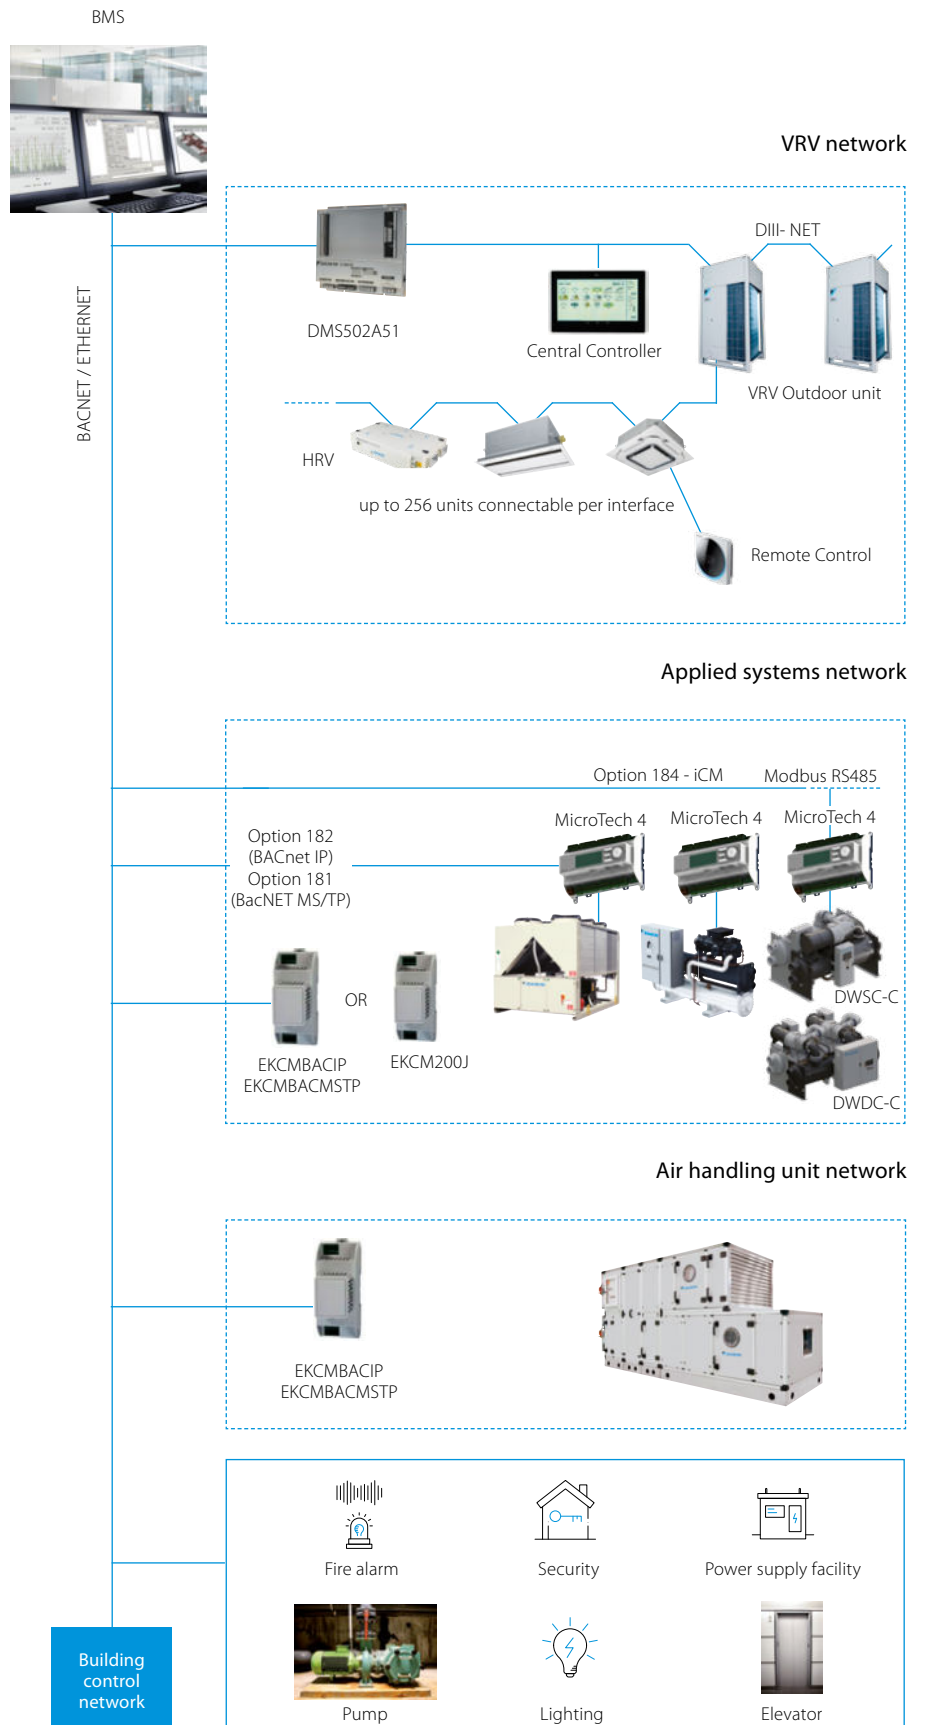 BMS
VRV network
DIII- NET
BACNET / ETHERNET
DMS502A51
Central Controller
VRV Outdoor unit
HRV
up to 256 units connectable per interface
Remote Control
Applied systems network
Option 184 - iCM
Modbus RS485
MicroTech 4
MicroTech 4
MicroTech 4
Option 182
(BACnet IP)
Option 181
(BacNET MS/TP)
OR
DWSC-C
EKCMBACIP
EKCMBACMSTP
EKCM200J
DWDC-C
Air handling unit network
EKCMBACIP
EKCMBACMSTP
Fire alarm
Security
Power supply facility
Building
control
network
Pump
Lighting
Elevator